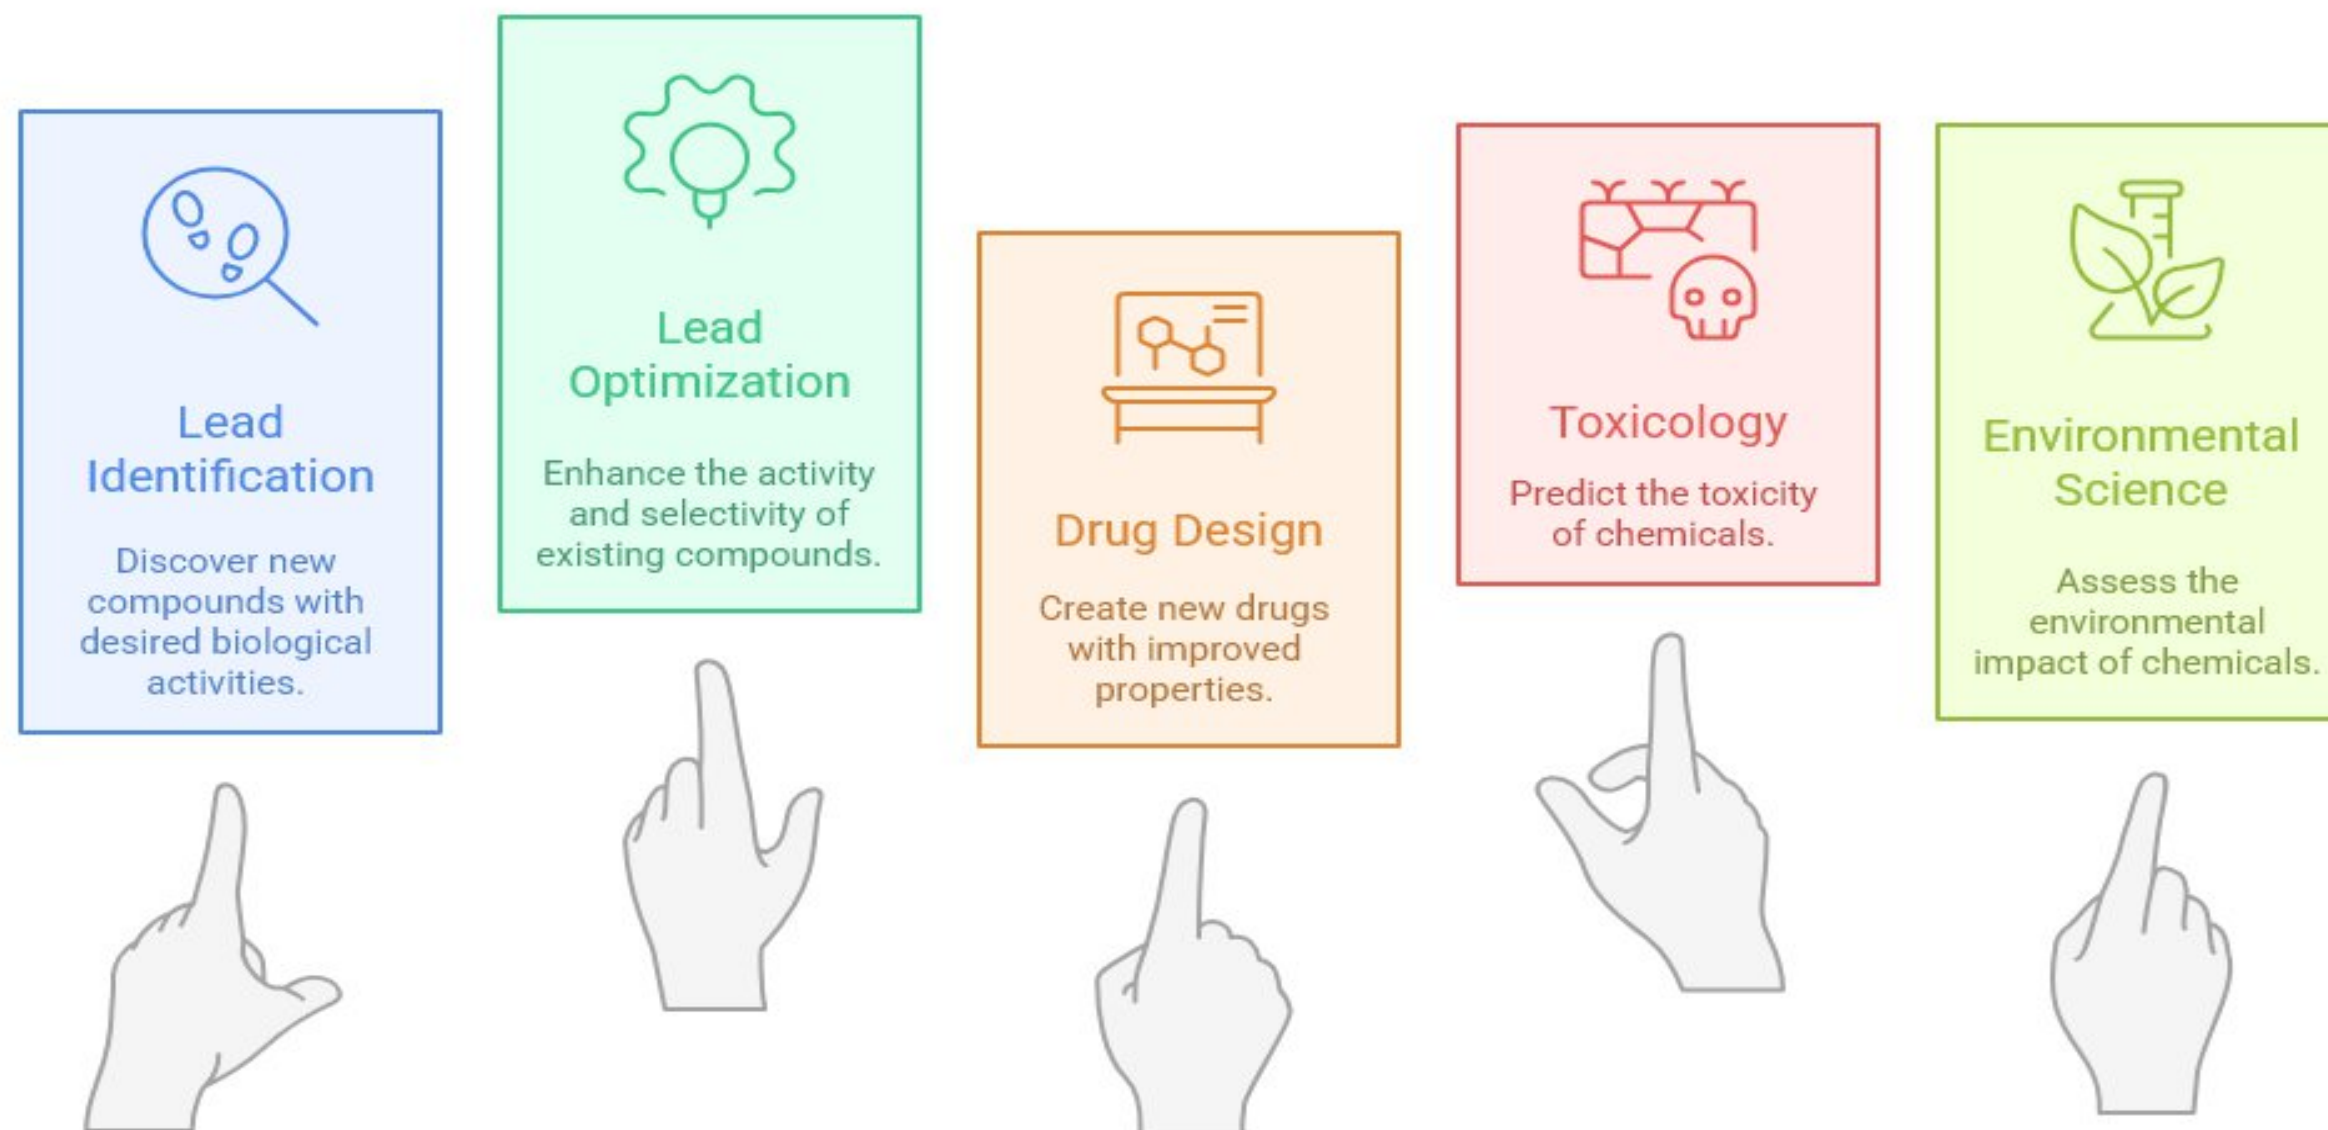 Lead
Identification
Discover new
compounds with
desired biological
activities.
Lead
Optimization
Enhance the activity
and selectivity of
existing compounds.
Drug Design
Create new drugs
with improved
properties.
Toxicology
Predict the toxicity
of chemicals.
Environmental
Science
Assess the
environmental
impact of chemicals.